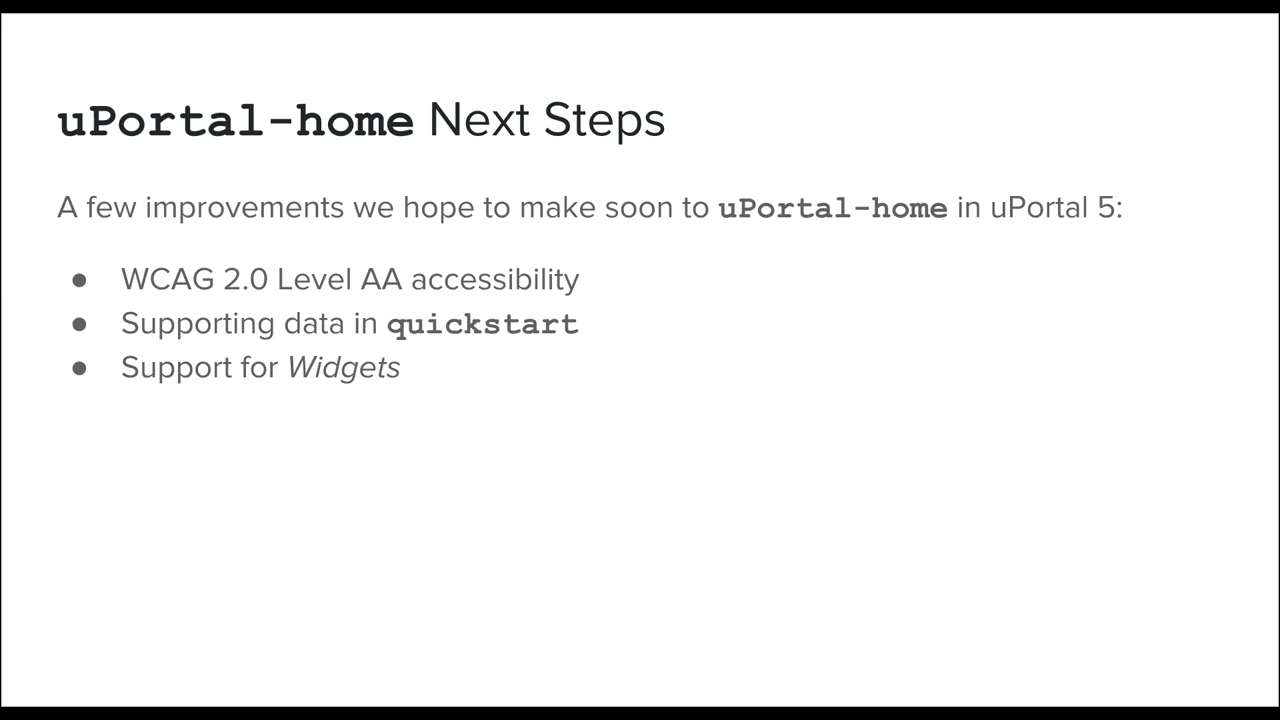 uPortal-home Next Steps
A few improvements we hope to make soon to uPortal-home in uPortal 5:
● WCAG 2.0 Level AA accessibility
● Supporting data in quickstart
● Support for Widgets